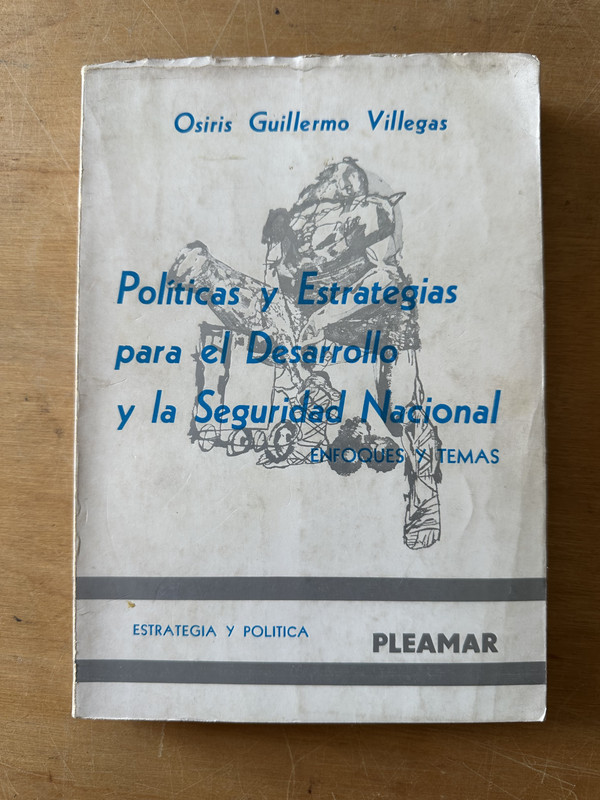 Osiris Guillermo Villegas
Políticas y Estrategias
para el Desarrollo
y la Seguridad Nacional
ENFOQUES Y TEMAS
ESTRATEGIA Y POLITICA
PLEAMAR